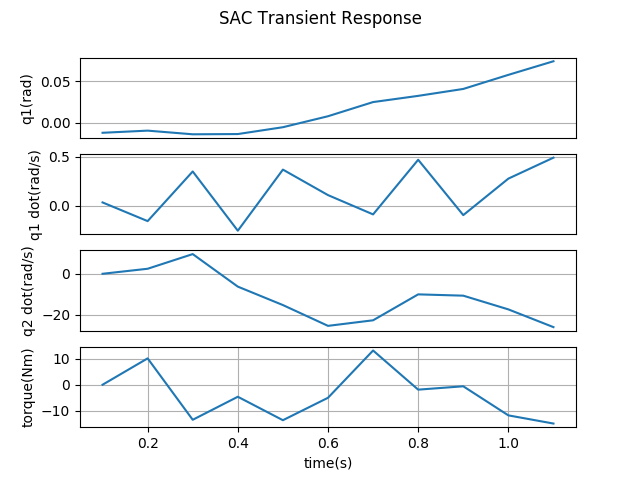 SAC Transient Response
q1(rad)
0.05
0.00
q1 dot(rad/s)
0.5
0.0
q2 dot(rad/s)
0
−20
torque(Nm)
10
0
−10
0.2 0.4 0.6 0.8 1.0
time(s)